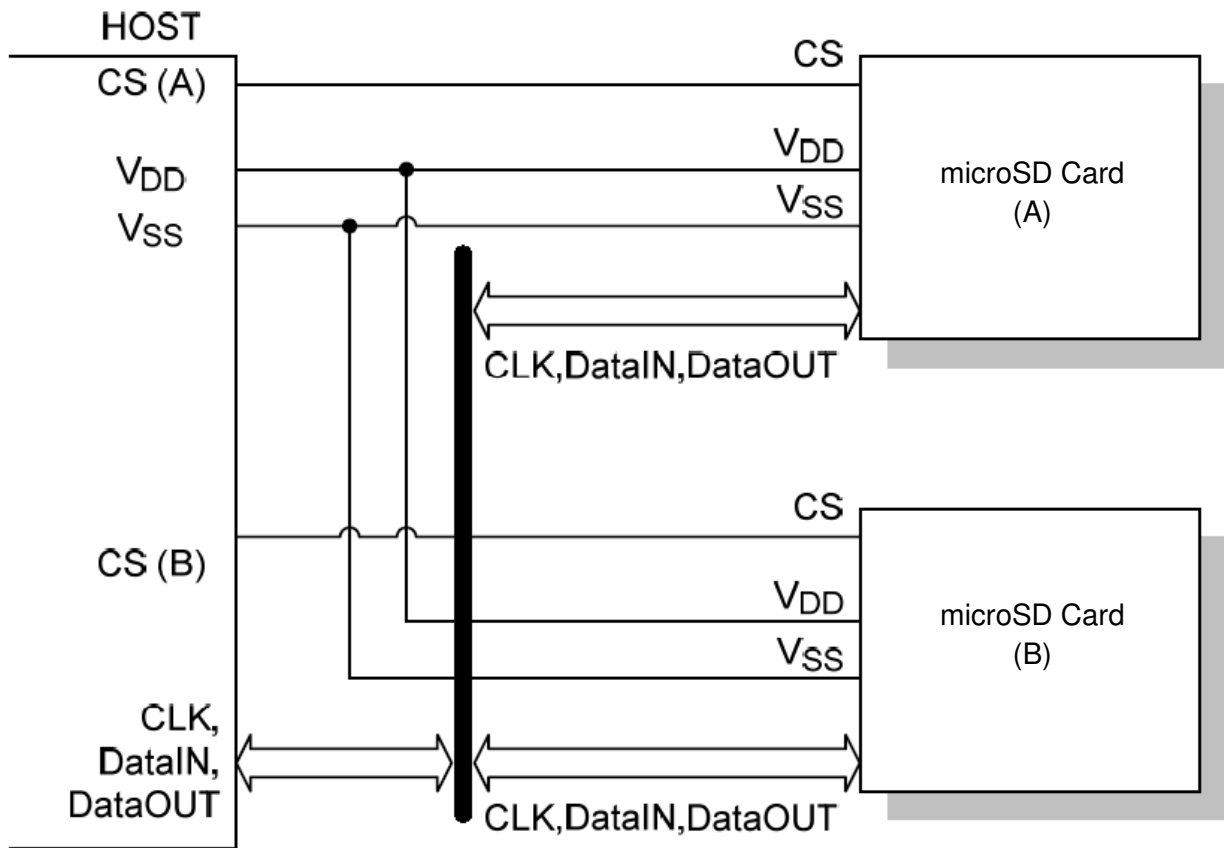 HOST
CS (A)
VDD
VSS
CS
VDD
VSS
microSD Card
(A)
CLK,DataIN,DataOUT
CS (B)
CS
VDD
VSS
microSD Card
(B)
CLK,
DataIN,
DataOUT
CLK,DataIN,DataOUT